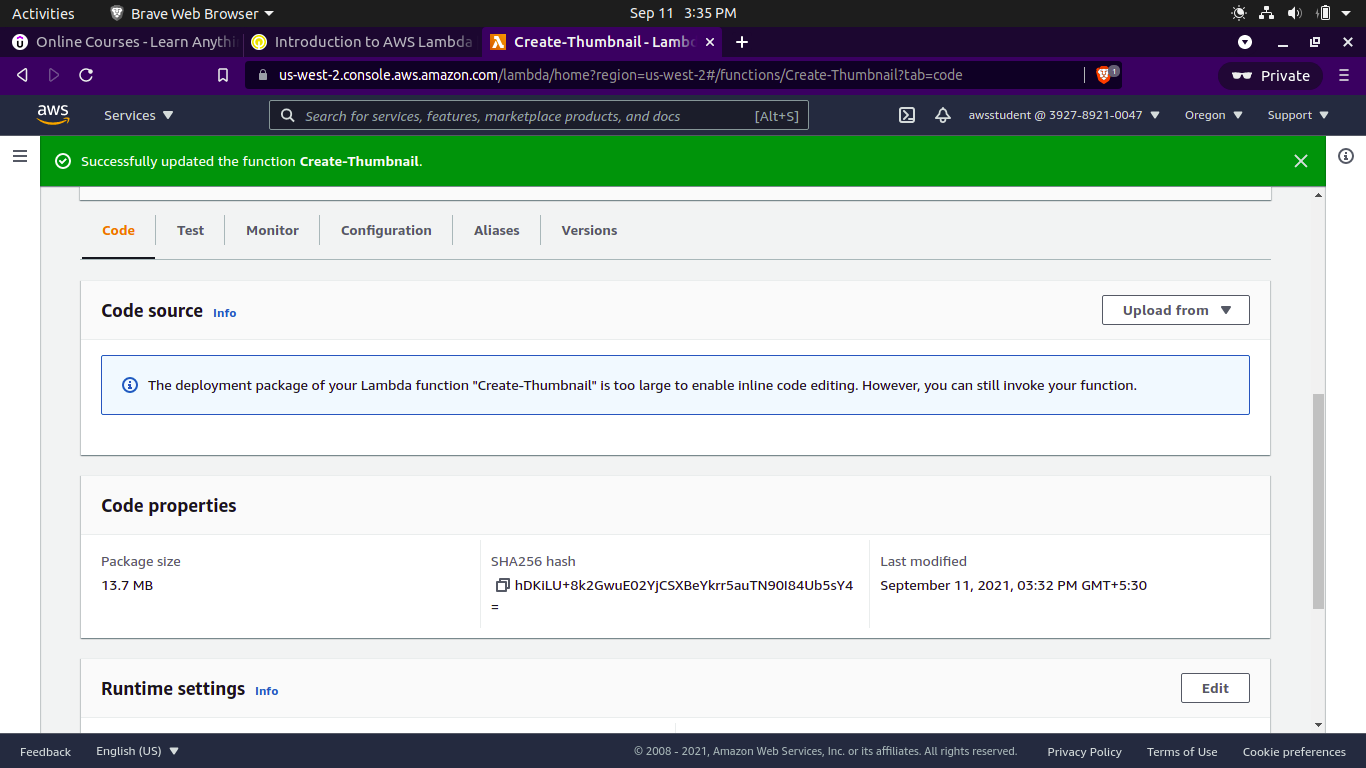 Activities Brave Web Browser Sep 11 3:35 PM
Online Courses - Learn Anythi Introduction to AWS Lambda Create-Thumbnail - Lamb
us-west-2.console.aws.amazon.com/lambda/home?region=us-west-2#/functions/Create-Thumbnail?tab=code 1 Private
aws Services Search for services, features, marketplace products, and docs [Alt+S] awsstudent @ 3927-8921-0047 Oregon Support
Successfully updated the function Create-Thumbnail.
Code Test Monitor Configuration Aliases Versions
Code source Info Upload from
The deployment package of your Lambda function "Create-Thumbnail" is too large to enable inline code editing. However, you can still invoke your function.
Code properties
Package size SHA256 hash Last modified
13.7 MB hDKiLU+8k2GwuE02YjCSXBeYkrr5auTN90I84Ub5sY4 September 11, 2021, 03:32 PM GMT+5:30
=
Runtime settings Info Edit
Feedback English (US) © 2008 - 2021, Amazon Web Services, Inc. or its affiliates. All rights reserved. Privacy Policy Terms of Use Cookie preferences